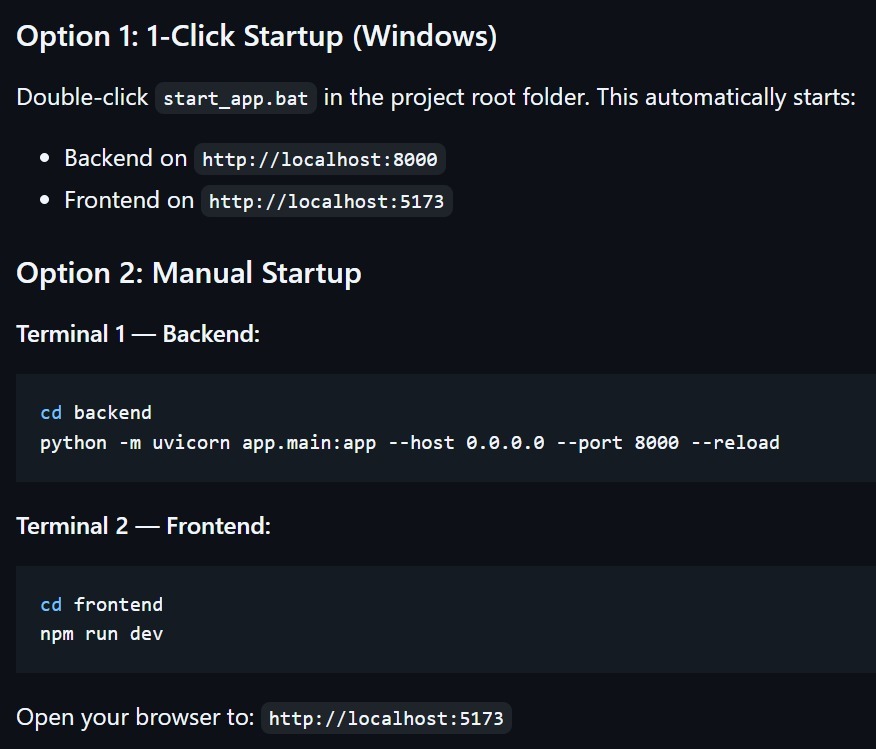 Option 1: 1-Click Startup (Windows)
Double-click start_app.bat in the project root folder. This automatically starts:
• Backend on http://localhost:8000
• Frontend on http://localhost:5173
Option 2: Manual Startup
Terminal 1 — Backend:
cd backend
python -m uvicorn app.main:app --host 0.0.0.0 --port 8000 --reload
Terminal 2 — Frontend:
cd frontend
npm run dev
Open your browser to: http://localhost:5173